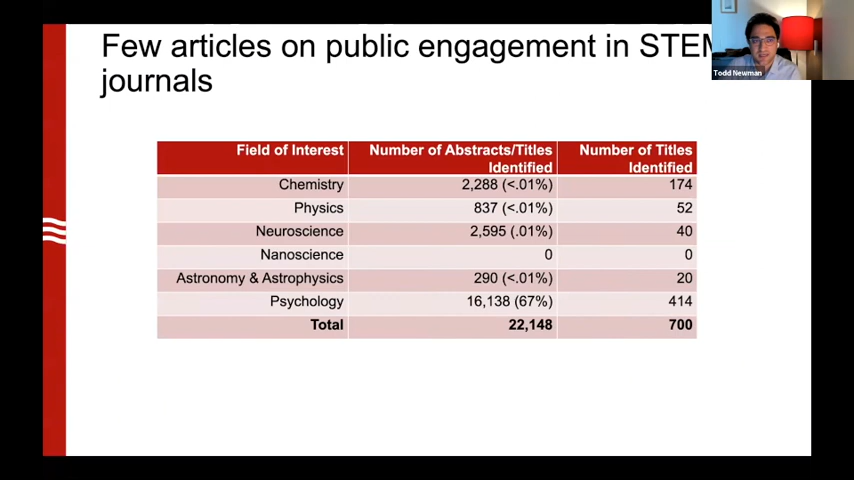 Few articles on public engagement in STEM
journals
Todd Newman
Field of Interest Number of Abstracts/Titles Identified Number of Titles Identified
Chemistry 2,288 (<.01%) 174
Physics 837 (<.01%) 52
Neuroscience 2,595 (.01%) 40
Nanoscience 0 0
Astronomy & Astrophysics 290 (<.01%) 20
Psychology 16,138 (67%) 414
Total 22,148 700